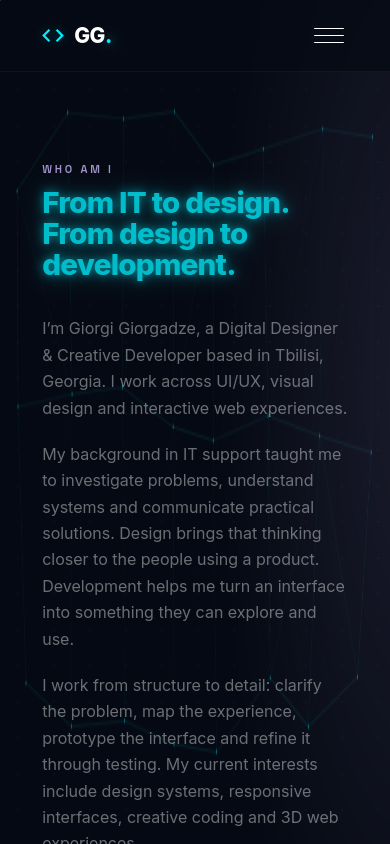 GG.
WHO AM I
From IT to design.
From design to
development.
I'm Giorgi Giorgadze, a Digital Designer
& Creative Developer based in Tbilisi,
Georgia. I work across UI/UX, visual
design and interactive web experiences.
My background in IT support taught me
to investigate problems, understand
systems and communicate practical
solutions. Design brings that thinking
closer to the people using a product.
Development helps me turn an interface
into something they can explore and
use.
I work from structure to detail: clarify
the problem, map the experience,
prototype the interface and refine it
through testing. My current interests
include design systems, responsive
interfaces, creative coding and 3D web
experiences.